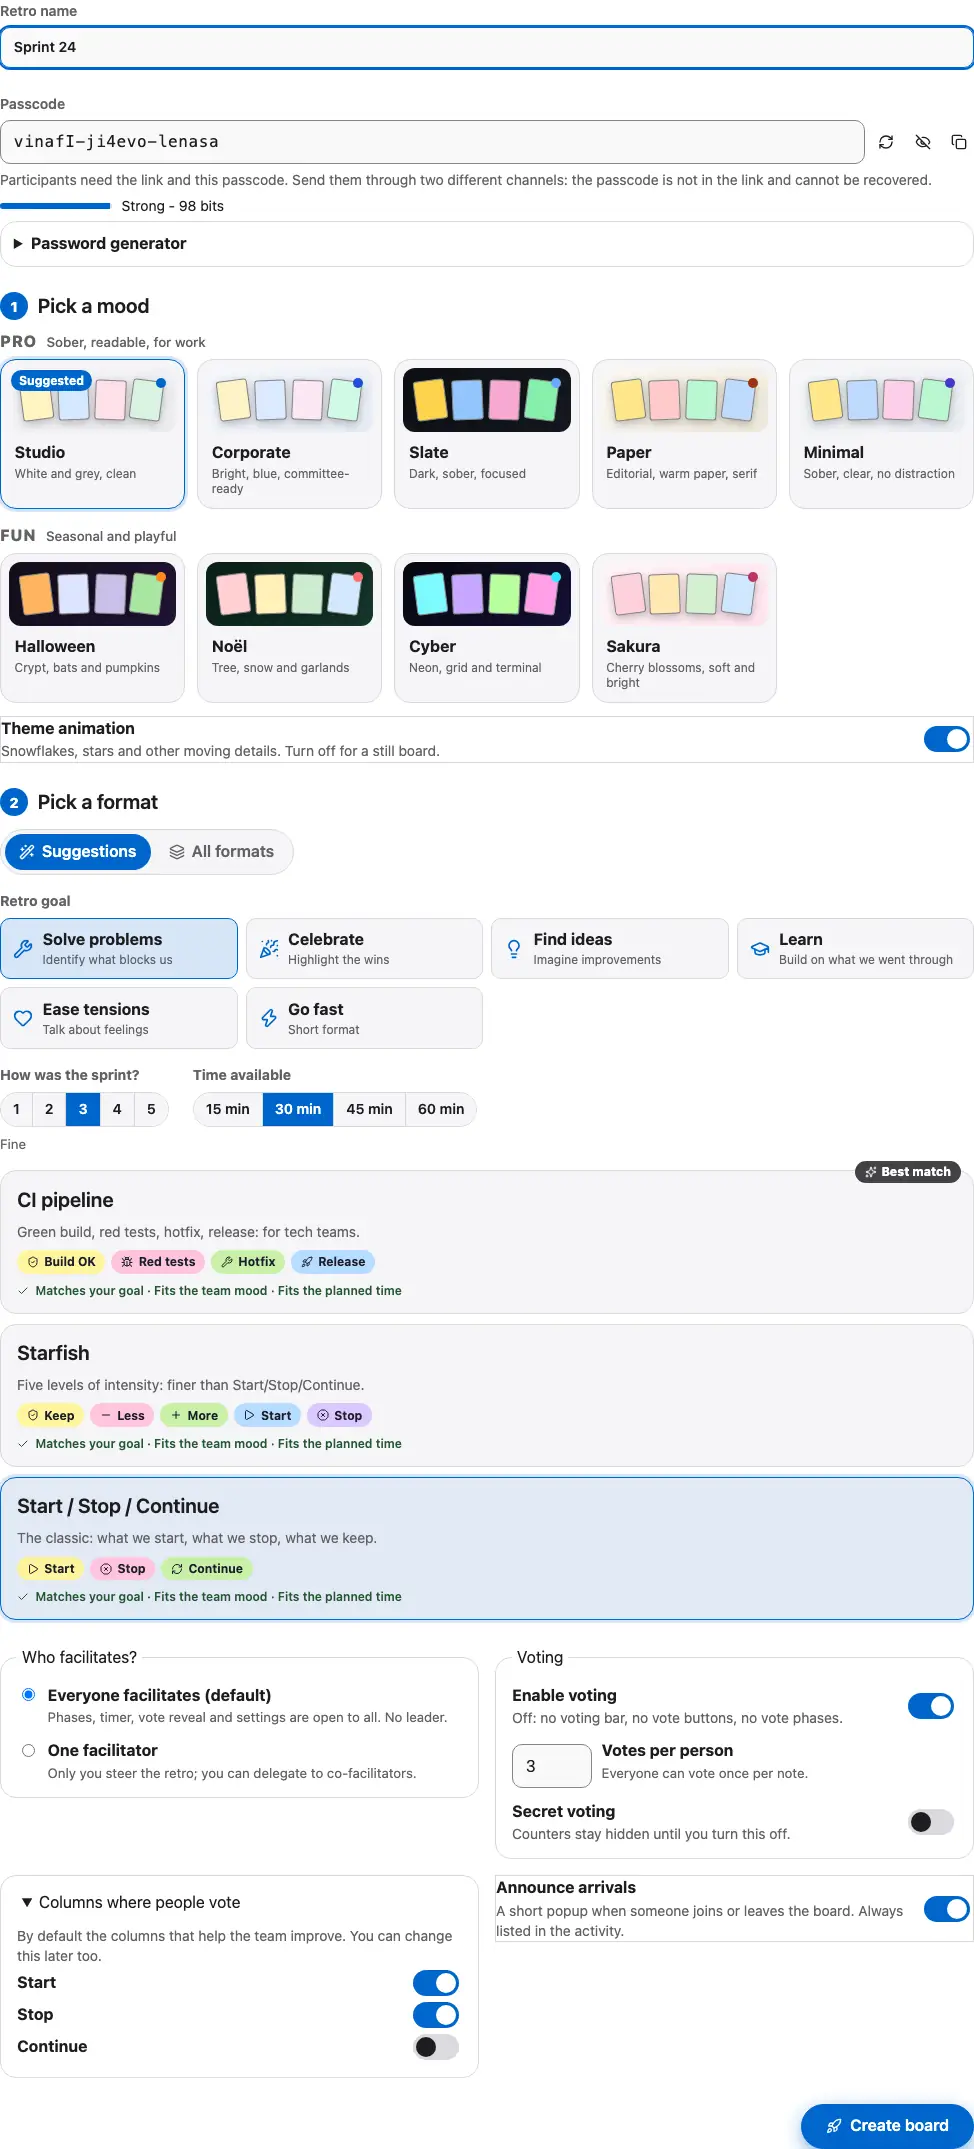 Retro name
Sprint 24
Passcode
vinafI-ji4evo-lenasa
Participants need the link and this passcode. Send them through two different channels: the passcode is not in the link and cannot be recovered.
Strong - 98 bits
Password generator
1 Pick a mood
PRO Sober, readable, for work
Suggested
Studio
White and grey, clean
Corporate
Bright, blue, committee-
ready
Slate
Dark, sober, focused
Paper
Editorial, warm paper, serif
Minimal
Sober, clear, no distraction
FUN Seasonal and playful
Halloween
Crypt, bats and pumpkins
Noël
Tree, snow and garlands
Cyber
Neon, grid and terminal
Sakura
Cherry blossoms, soft and
bright
Theme animation
Snowflakes, stars and other moving details. Turn off for a still board.
2 Pick a format
Suggestions All formats
Retro goal
Solve problems
Identify what blocks us
Celebrate
Highlight the wins
Find ideas
Imagine improvements
Learn
Build on what we went through
Ease tensions
Talk about feelings
Go fast
Short format
How was the sprint?
1 2 3 4 5
Fine
Time available
15 min 30 min 45 min 60 min
Best match
CI pipeline
Green build, red tests, hotfix, release: for tech teams.
Build OK Red tests Hotfix Release
Matches your goal · Fits the team mood · Fits the planned time
Starfish
Five levels of intensity: finer than Start/Stop/Continue.
Keep Less More Start Stop
Matches your goal · Fits the team mood · Fits the planned time
Start / Stop / Continue
The classic: what we start, what we stop, what we keep.
Start Stop Continue
Matches your goal · Fits the team mood · Fits the planned time
Who facilitates?
Everyone facilitates (default)
Phases, timer, vote reveal and settings are open to all. No leader.
One facilitator
Only you steer the retro; you can delegate to co-facilitators.
Voting
Enable voting
Off: no voting bar, no vote buttons, no vote phases.
3
Votes per person
Everyone can vote once per note.
Secret voting
Counters stay hidden until you turn this off.
Columns where people vote
By default the columns that help the team improve. You can change
this later too.
Start
Stop
Continue
Announce arrivals
A short popup when someone joins or leaves the board. Always
listed in the activity.
Create board